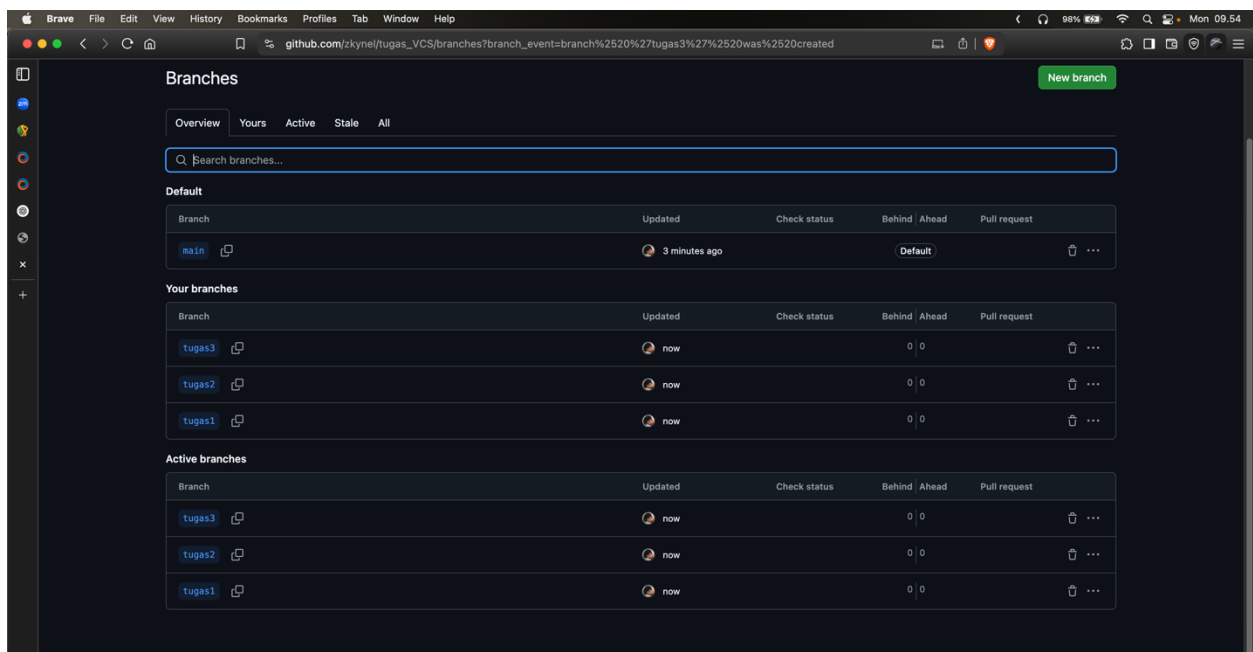 Brave File Edit View History Bookmarks Profiles Tab Window Help 98% Mon 09.54
github.com/zkynel/tugas_VCS/branches?branch_event=branch%2520%27tugas3%27%2520was%2520created
zm
Branches New branch
Overview Yours Active Stale All
Search branches...
Default
Branch Updated Check status Behind Ahead Pull request
main 3 minutes ago Default
Your branches
Branch Updated Check status Behind Ahead Pull request
tugas3 now 0 0
tugas2 now 0 0
tugas1 now 0 0
Active branches
Branch Updated Check status Behind Ahead Pull request
tugas3 now 0 0
tugas2 now 0 0
tugas1 now 0 0